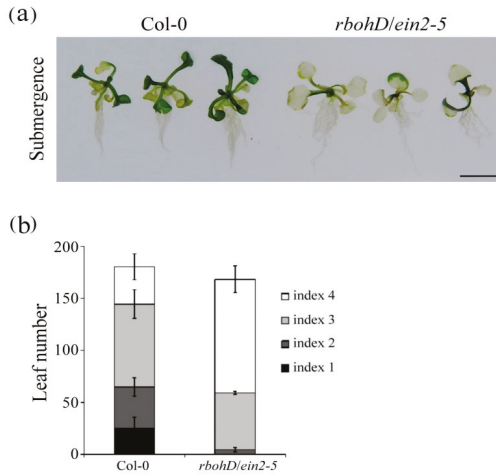 (a)
Col-0 rbohD/ein2-5
Submergence
(b)
200
150
100
50
0
Leaf number
index 4
index 3
index 2
index 1
Col-0 rbohD/ein2-5